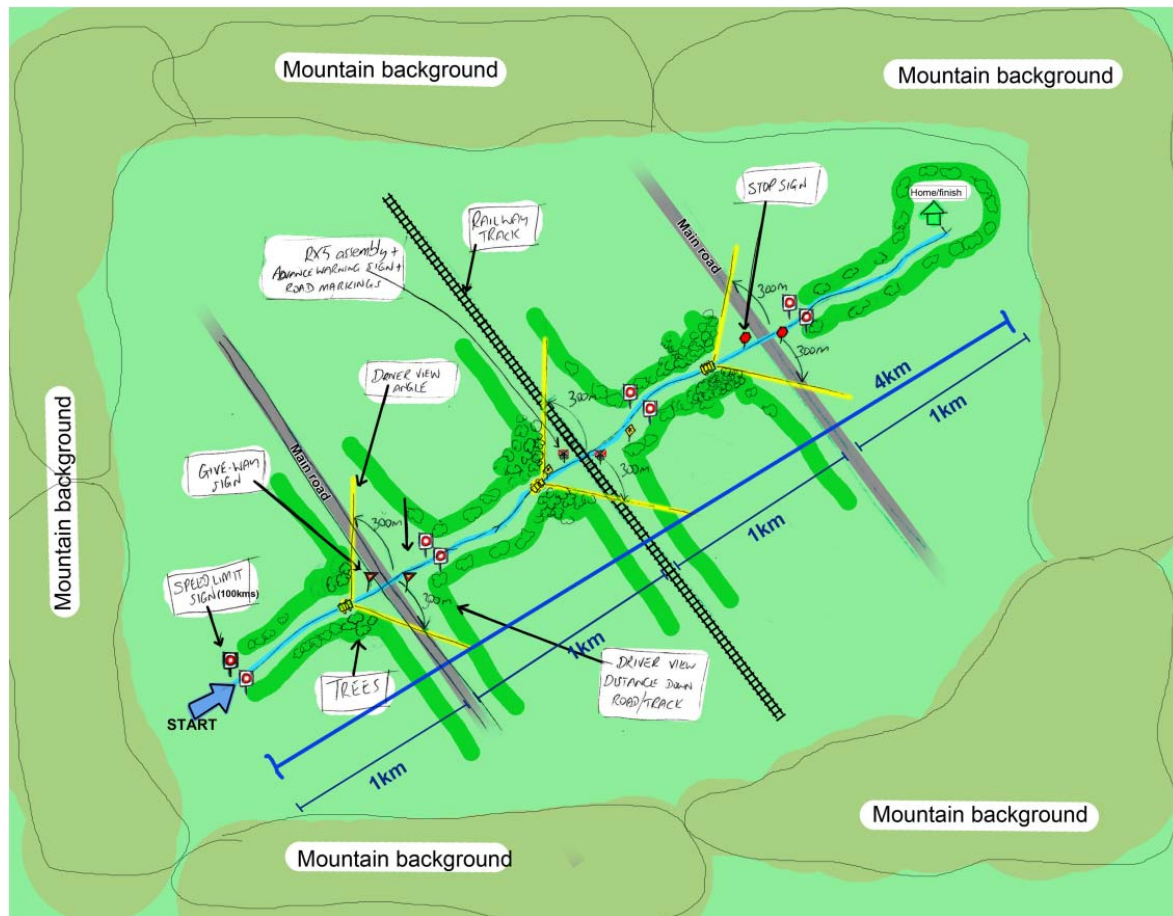 Mountain background
Mountain background
STOP SIGN
Home/finish
RAILWAY
TRACK
RX5 assembly +
ADVANCE WARNING SIGN +
ROAD MARKINGS
Main road
300m
300m
4km
1km
DRIVER VIEW
ANGLE
300m
300m
1km
Main road
GIVE-WAY
SIGN
300m
300m
1km
SPEED LIMIT
SIGN (100kms)
TREES
DRIVER VIEW
DISTANCE DOWN
ROAD/TRACK
START
1km
Mountain background
Mountain background
Mountain background